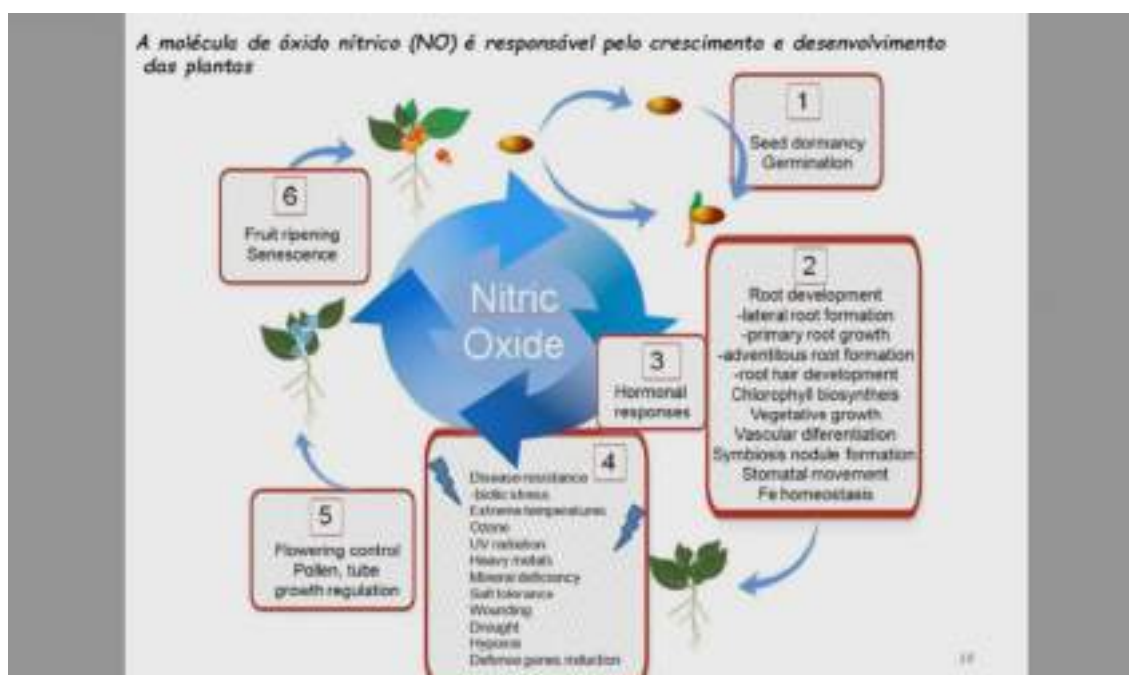 A molécula de óxido nítrico (NO) é responsável pelo crescimento e desenvolvimento
das plantas
1
Seed dormancy
Germination
2
Root development
-lateral root formation
-primary root growth
-adventitous root formation
-root hair development
Chlorophyll biosyntheis
Vegetative growth
Vascular diferentiation
Symbiosis nodule formation
Stomatal movement
Fe homeostasis
Nitric
Oxide
3
Hormonal
responses
4
Disease resistance
-biotic stress
Extreme temperatures
Ozone
UV radiation
Heavy metals
Mineral deficiency
Salt tolerance
Wounding
Drought
Hypoxia
Defense genes induction
5
Flowering control
Pollen, tube
growth regulation
6
Fruit ripening
Senescence